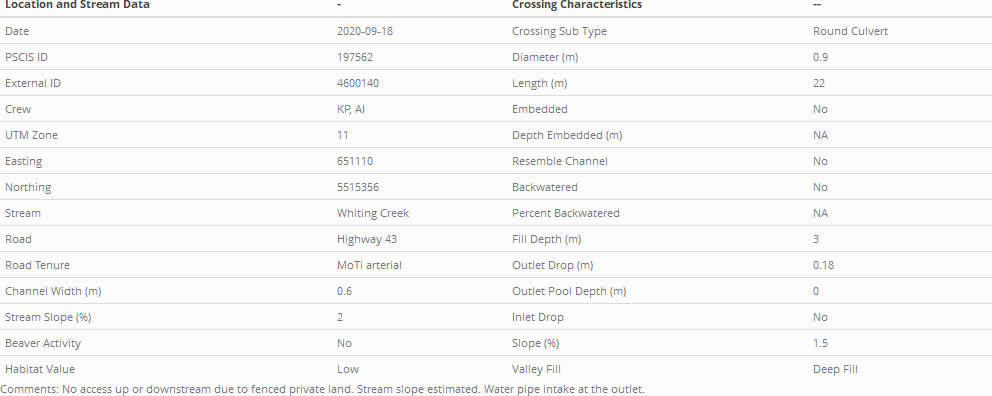 Location and Stream Data - Crossing Characteristics --
Date 2020-09-18 Crossing Sub Type Round Culvert
PSCIS ID 197562 Diameter (m) 0.9
External ID 4600140 Length (m) 22
Crew KP, AI Embedded No
UTM Zone 11 Depth Embedded (m) NA
Easting 651110 Resemble Channel No
Northing 5515356 Backwatered No
Stream Whiting Creek Percent Backwatered NA
Road Highway 43 Fill Depth (m) 3
Road Tenure MoTi arterial Outlet Drop (m) 0.18
Channel Width (m) 0.6 Outlet Pool Depth (m) 0
Stream Slope (%) 2 Inlet Drop No
Beaver Activity No Slope (%) 1.5
Habitat Value Low Valley Fill Deep Fill
Comments: No access up or downstream due to fenced private land. Stream slope estimated. Water pipe intake at the outlet.